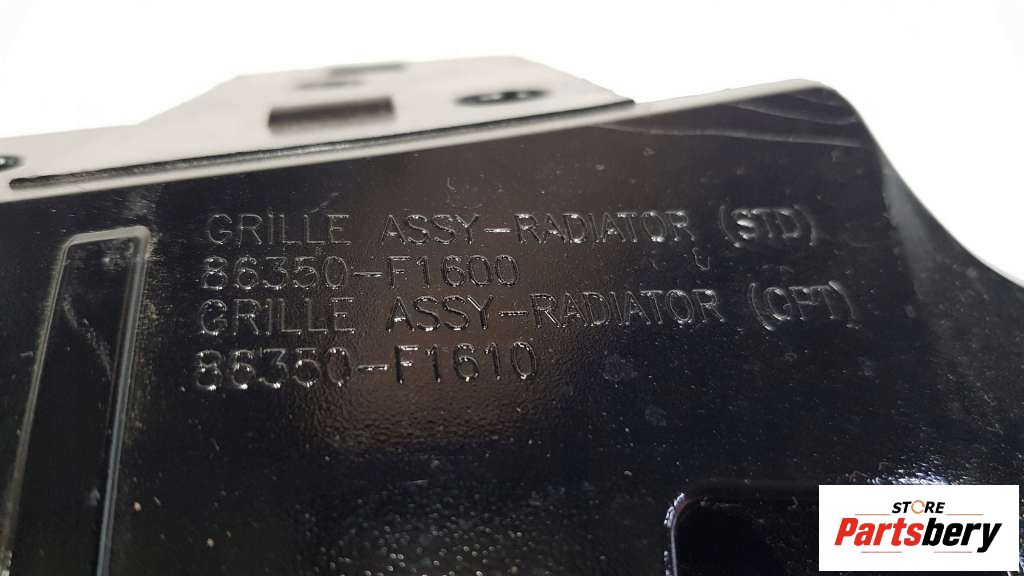 GRILLE ASSY-RADIATOR (STD)
86350-F1600
GRILLE ASSY-RADIATOR (OPT)
86350-F1610
STORE
Partsbery